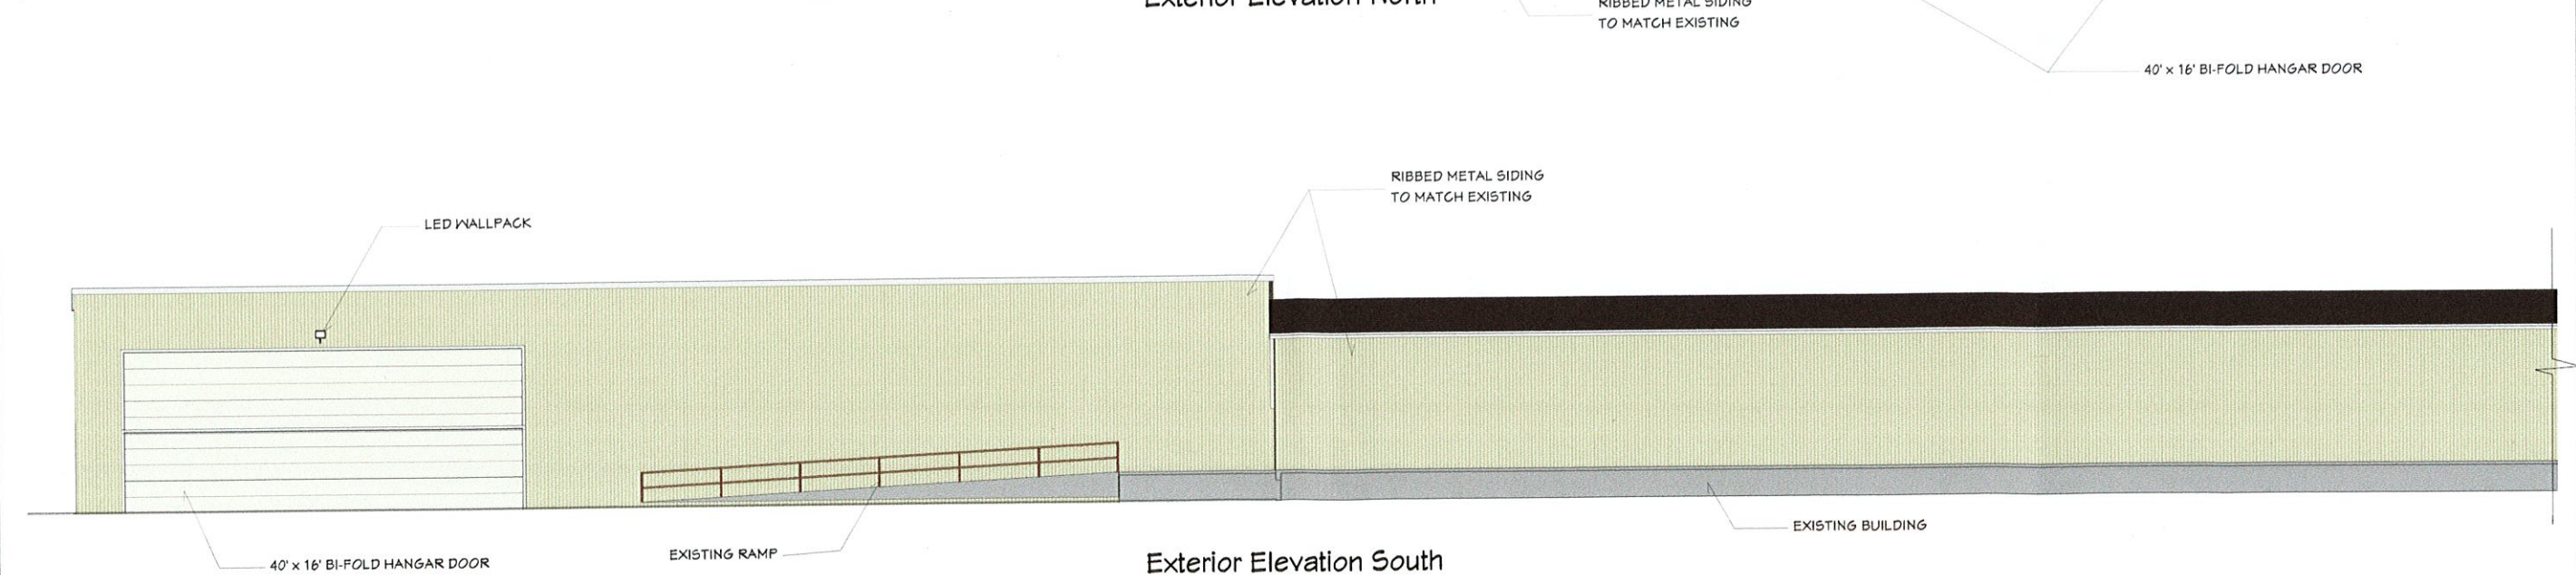 Exterior Elevation North
RIBBED METAL SIDING
TO MATCH EXISTING
40' x 16' BI-FOLD HANGAR DOOR
RIBBED METAL SIDING
TO MATCH EXISTING
LED WALLPACK
EXISTING BUILDING
EXISTING RAMP
40' x 16' BI-FOLD HANGAR DOOR
Exterior Elevation South